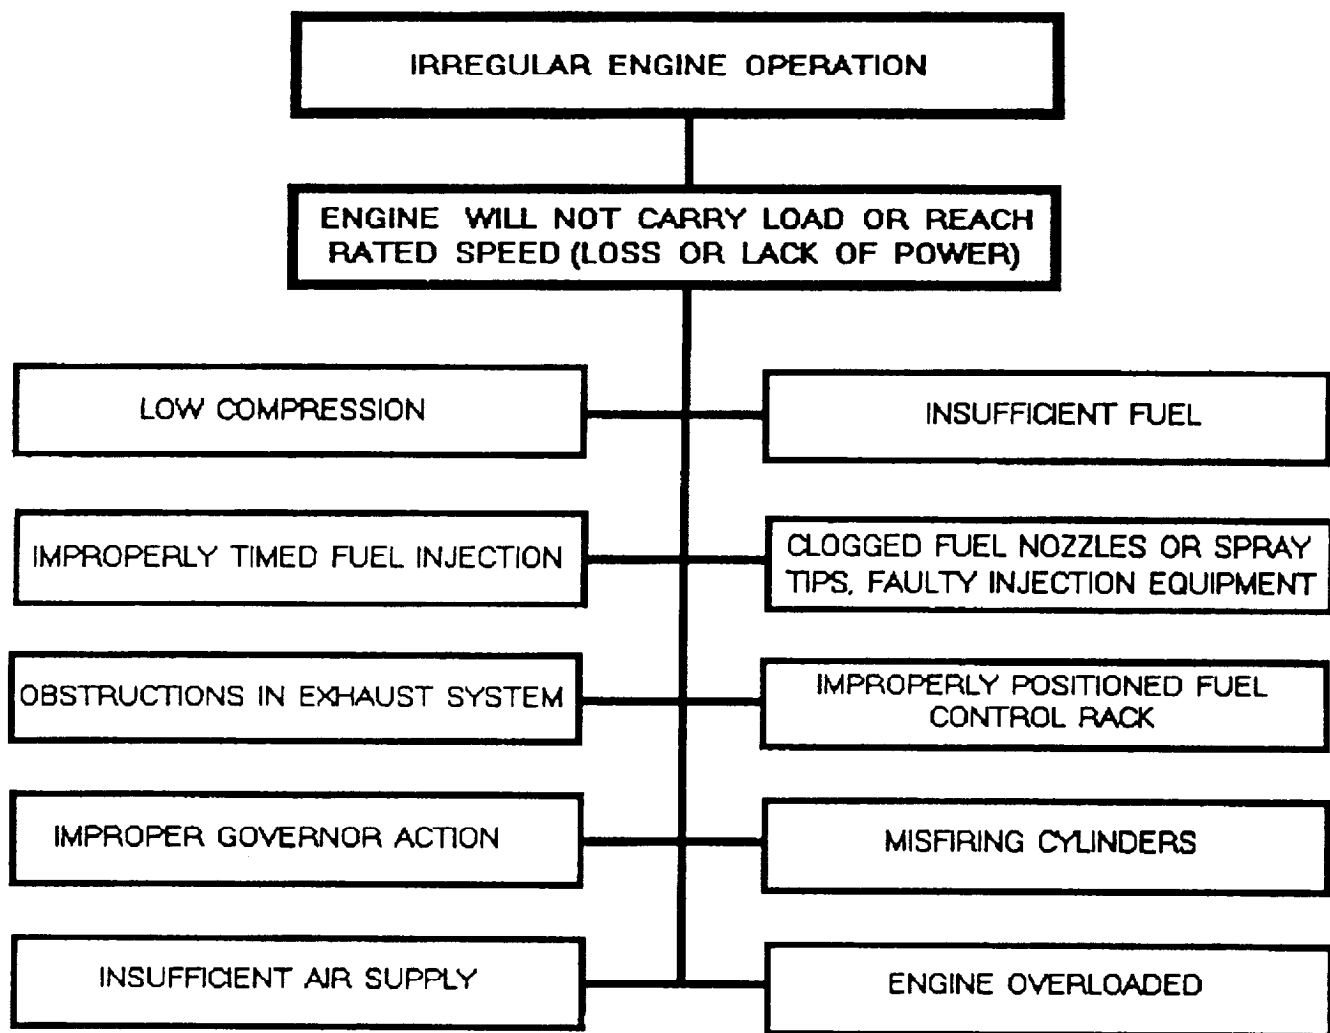 IRREGULAR ENGINE OPERATION
ENGINE WILL NOT CARRY LOAD OR REACH
RATED SPEED (LOSS OR LACK OF POWER)
LOW COMPRESSION
INSUFFICIENT FUEL
IMPROPERLY TIMED FUEL INJECTION
CLOGGED FUEL NOZZLES OR SPRAY
TIPS, FAULTY INJECTION EQUIPMENT
OBSTRUCTIONS IN EXHAUST SYSTEM
IMPROPERLY POSITIONED FUEL
CONTROL RACK
IMPROPER GOVERNOR ACTION
MISFIRING CYLINDERS
INSUFFICIENT AIR SUPPLY
ENGINE OVERLOADED